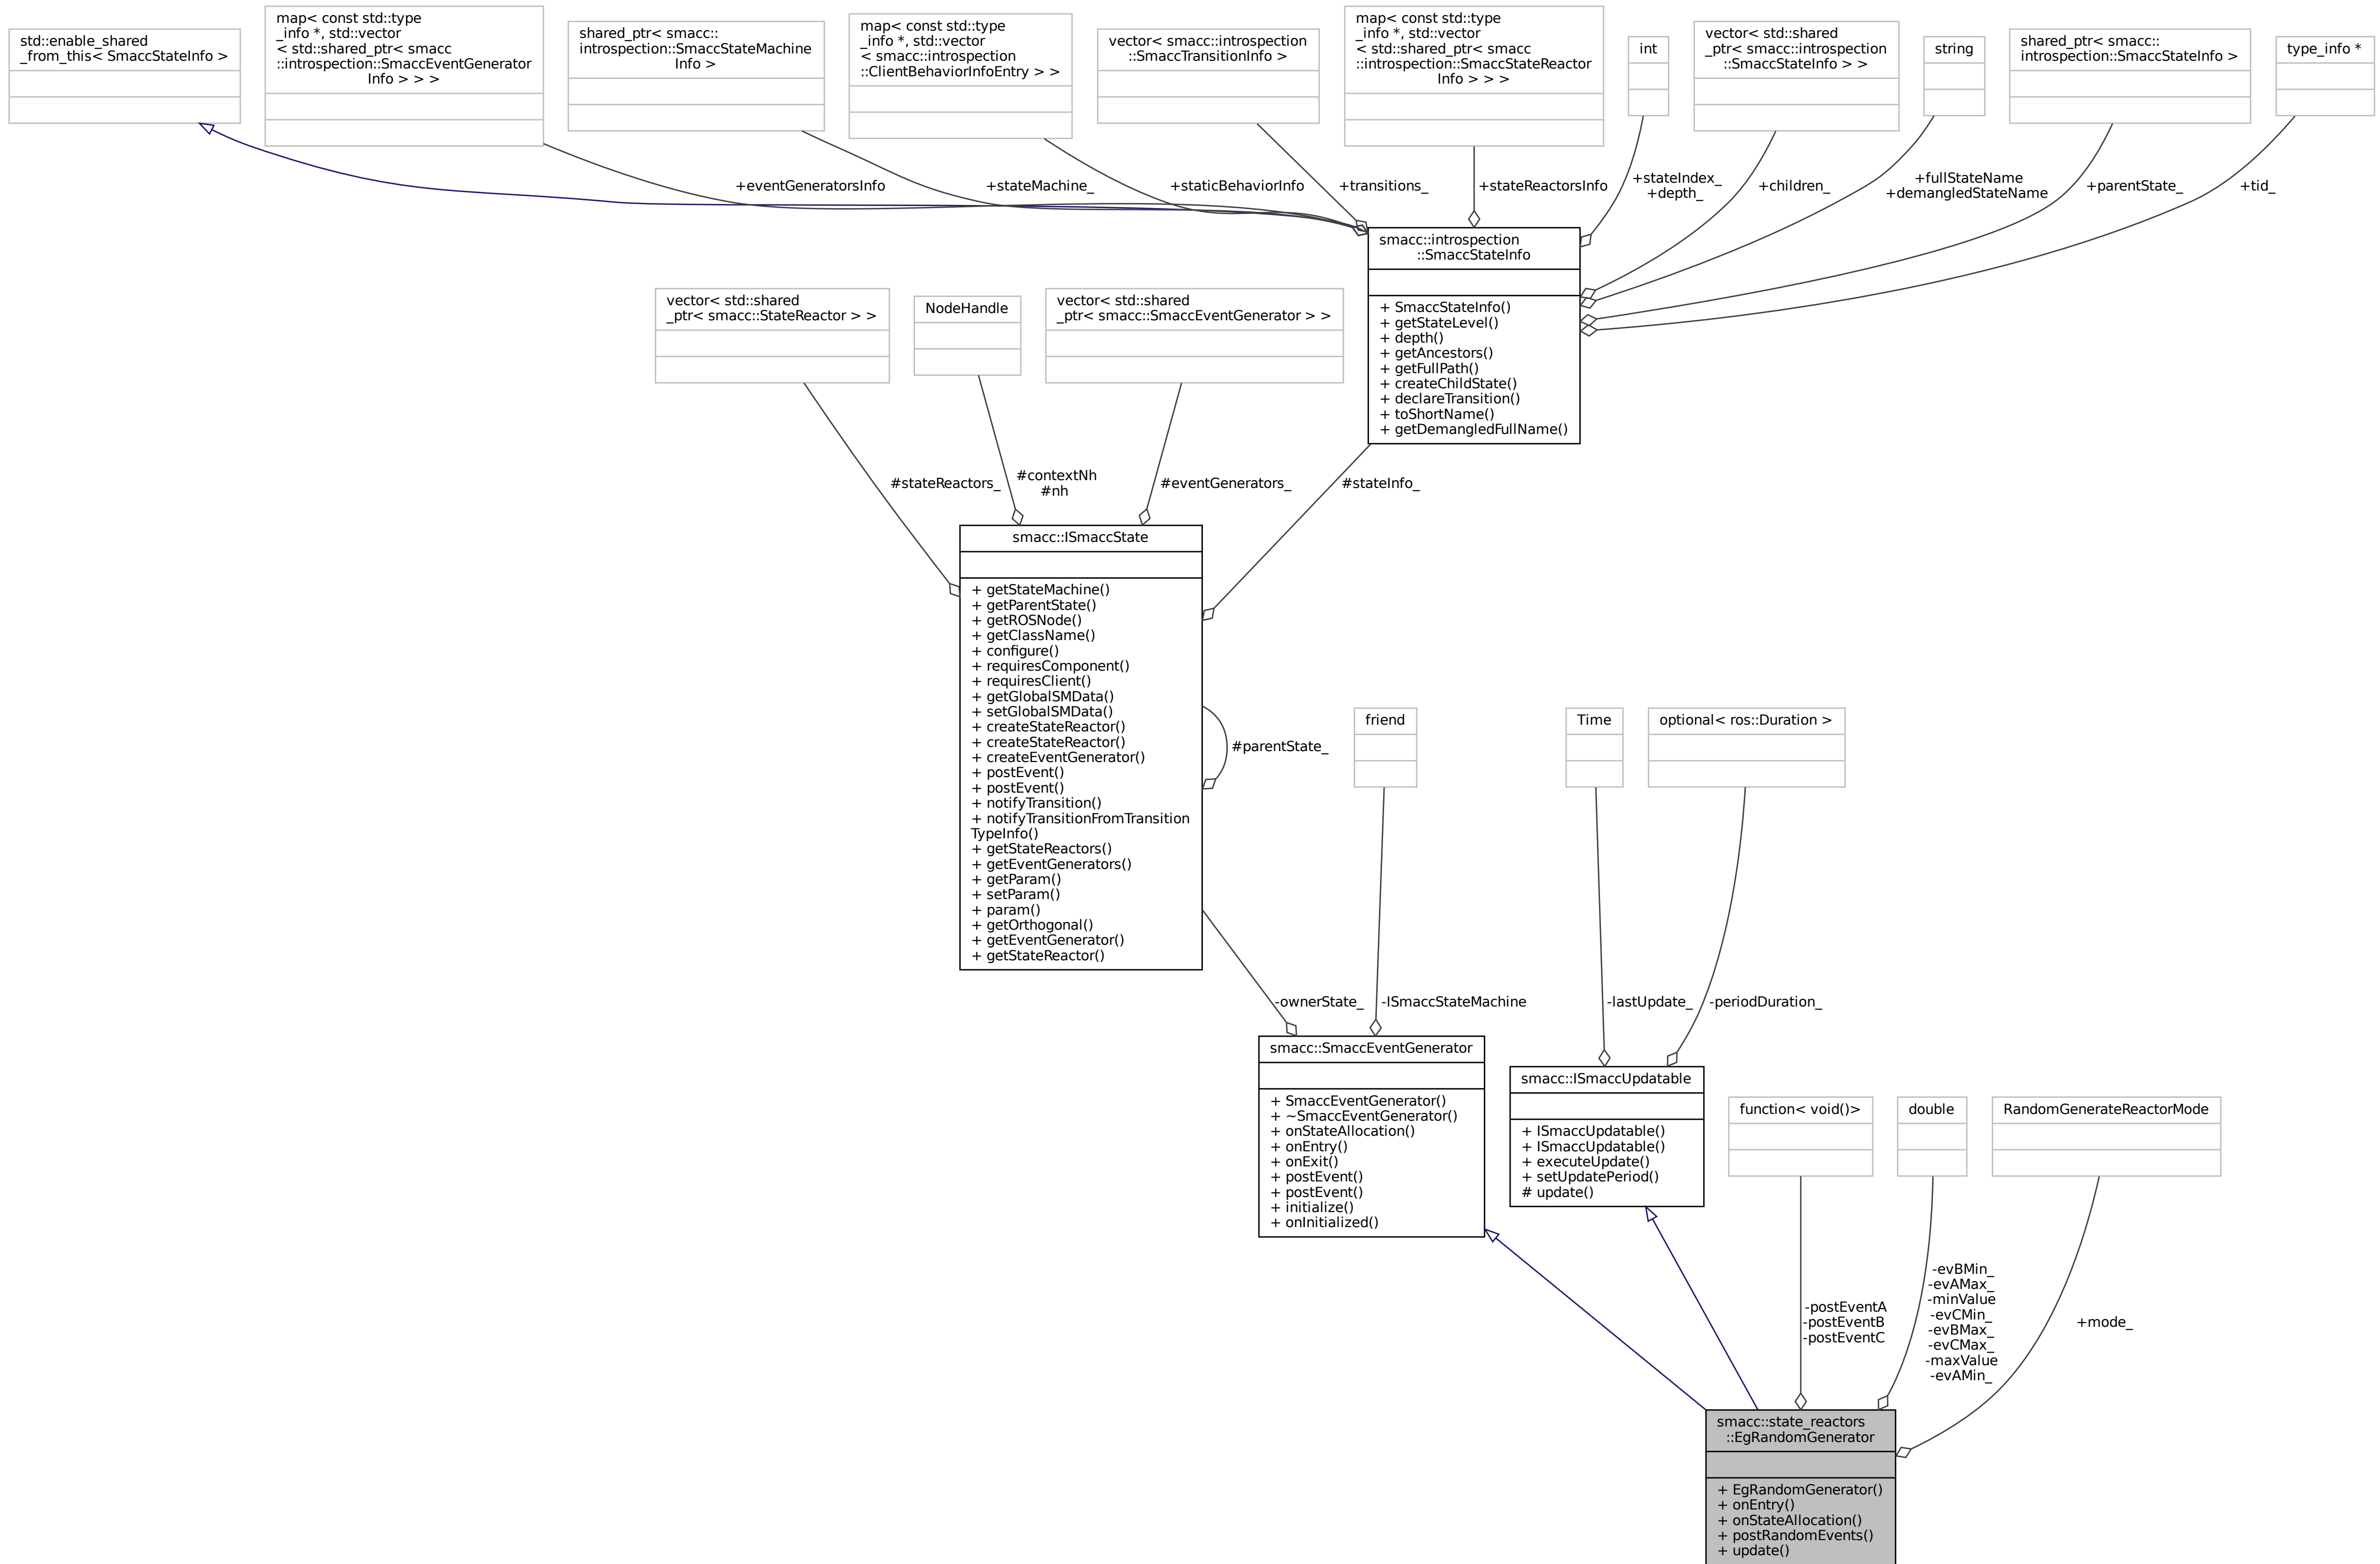 std::enable_shared
_from_this< SmaccStateInfo >
map< const std::type
_info *, std::vector
< std::shared_ptr< smacc
::introspection::SmaccEventGenerator
Info > > >
shared_ptr< smacc::
introspection::SmaccStateMachine
Info >
map< const std::type
_info *, std::vector
< smacc::introspection
::ClientBehaviorInfoEntry > >
vector< smacc::introspection
::SmaccTransitionInfo >
map< const std::type
_info *, std::vector
< std::shared_ptr< smacc
::introspection::SmaccStateReactor
Info > > >
int
vector< std::shared
_ptr< smacc::introspection
::SmaccStateInfo > >
string
shared_ptr< smacc::
introspection::SmaccStateInfo >
type_info *
+eventGeneratorsInfo
+stateMachine_
+staticBehaviorInfo
+transitions_
+stateReactorsInfo
+stateIndex_
+depth_
+children_
+fullStateName
+demangledStateName
+parentState_
+tid_
smacc::introspection
::SmaccStateInfo
+ SmaccStateInfo()
+ getStateLevel()
+ depth()
+ getAncestors()
+ getFullPath()
+ createChildState()
+ declareTransition()
+ toShortName()
+ getDemangledFullName()
vector< std::shared
_ptr< smacc::StateReactor > >
NodeHandle
vector< std::shared
_ptr< smacc::SmaccEventGenerator > >
#stateReactors_
#contextNh
#nh
#eventGenerators_
#stateInfo_
smacc::ISmaccState
+ getStateMachine()
+ getParentState()
+ getROSNode()
+ getClassName()
+ configure()
+ requiresComponent()
+ requiresClient()
+ getGlobalSMData()
+ setGlobalSMData()
+ createStateReactor()
+ createStateReactor()
+ createEventGenerator()
+ postEvent()
+ postEvent()
+ notifyTransition()
+ notifyTransitionFromTransition
TypeInfo()
+ getStateReactors()
+ getEventGenerators()
+ getParam()
+ setParam()
+ param()
+ getOrthogonal()
+ getEventGenerator()
+ getStateReactor()
#parentState_
friend
Time
optional< ros::Duration >
-ownerState_
-ISmaccStateMachine
-lastUpdate_
-periodDuration_
smacc::SmaccEventGenerator
+ SmaccEventGenerator()
+ ~SmaccEventGenerator()
+ onStateAllocation()
+ onEntry()
+ onExit()
+ postEvent()
+ postEvent()
+ initialize()
+ onInitialized()
smacc::ISmaccUpdatable
+ ISmaccUpdatable()
+ ISmaccUpdatable()
+ executeUpdate()
+ setUpdatePeriod()
# update()
function< void()>
double
RandomGenerateReactorMode
-postEventA
-postEventB
-postEventC
-evBMin_
-evAMax_
-minValue
-evCMin_
-evBMax_
-evCMax_
-maxValue
-evAMin_
+mode_
smacc::state_reactors
::EgRandomGenerator
+ EgRandomGenerator()
+ onEntry()
+ onStateAllocation()
+ postRandomEvents()
+ update()